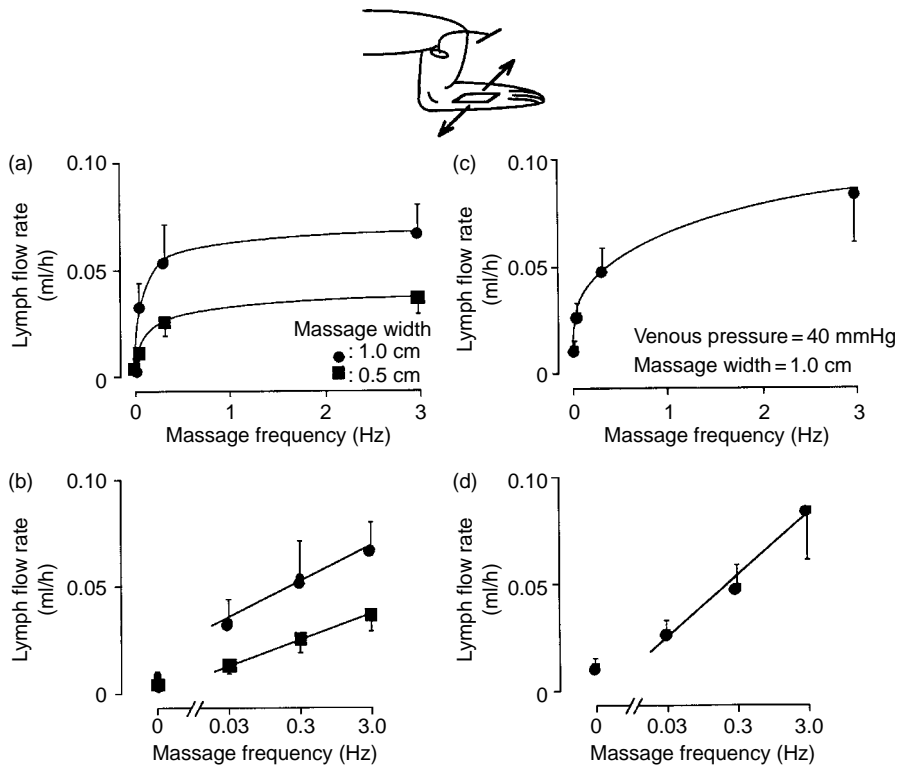 (a)
0.10
0.05
0
Lymph flow rate
(ml/h)
Massage width
: 1.0 cm
: 0.5 cm
0 1 2 3
Massage frequency (Hz)
(c)
0.10
0.05
0
Lymph flow rate
(ml/h)
Venous pressure = 40 mmHg
Massage width = 1.0 cm
0 1 2 3
Massage frequency (Hz)
(b)
0.10
0.05
0
Lymph flow rate
(ml/h)
0 0.03 0.3 3.0
Massage frequency (Hz)
(d)
0.10
0.05
0
Lymph flow rate
(ml/h)
0 0.03 0.3 3.0
Massage frequency (Hz)